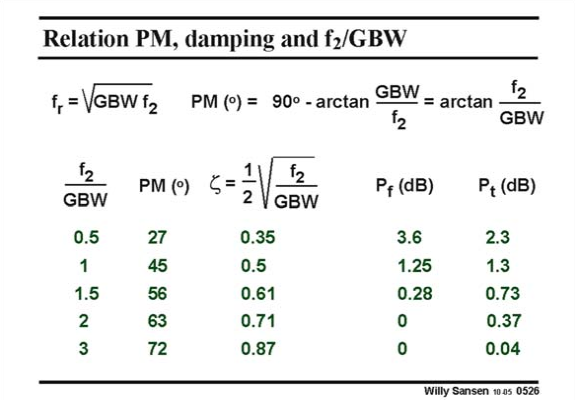 Relation PM, damping and f₂/GBW
fᵣ = √GBW f₂ PM (º) = 90º - arctan GBW/f₂ = arctan f₂/GBW
f₂/GBW PM (º) ζ = 1/2 √f₂/GBW Pf (dB) Pt (dB)
0.5 27 0.35 3.6 2.3
1 45 0.5 1.25 1.3
1.5 56 0.61 0.28 0.73
2 63 0.71 0 0.37
3 72 0.87 0 0.04
Willy Sansen 10-05 0526